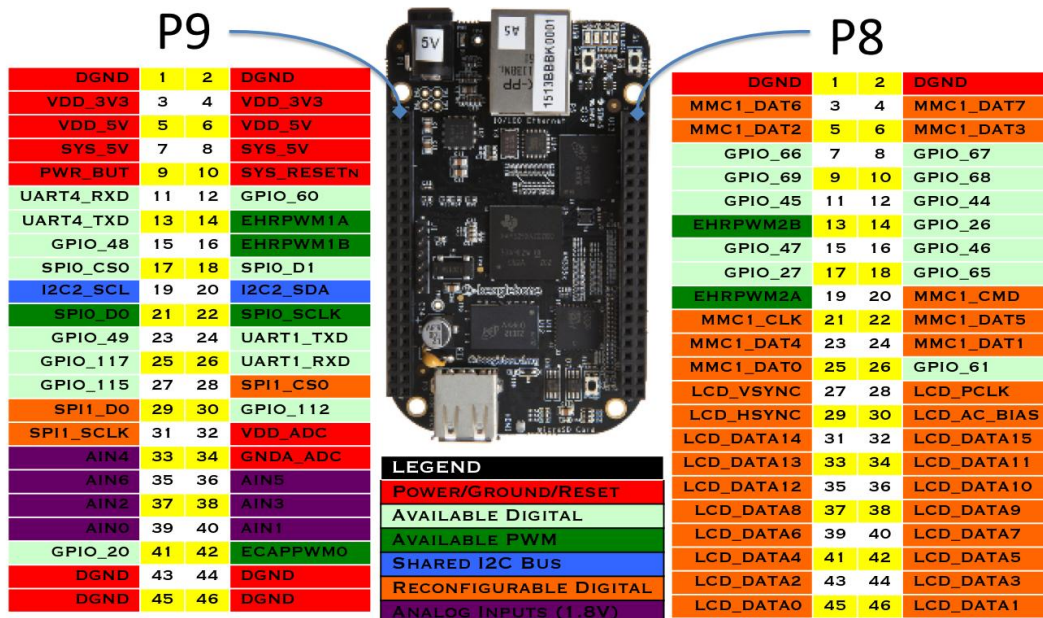 P9
P8
DGND 1 2 DGND
VDD_3V3 3 4 VDD_3V3
VDD_5V 5 6 VDD_5V
SYS_5V 7 8 SYS_5V
PWR_BUT 9 10 SYS_RESETN
UART4_RXD 11 12 GPIO_60
UART4_TXD 13 14 EHRPWM1A
GPIO_48 15 16 EHRPWM1B
SPI0_CS0 17 18 SPI0_D1
I2C2_SCL 19 20 I2C2_SDA
SPI0_D0 21 22 SPI0_SCLK
GPIO_49 23 24 UART1_TXD
GPIO_117 25 26 UART1_RXD
GPIO_115 27 28 SPI1_CS0
SPI1_D0 29 30 GPIO_112
SPI1_SCLK 31 32 VDD_ADC
AIN4 33 34 GNDA_ADC
AIN6 35 36 AIN5
AIN2 37 38 AIN3
AIN0 39 40 AIN1
GPIO_20 41 42 ECAPPWM0
DGND 43 44 DGND
DGND 45 46 DGND
5V
A5
1513BBBK0001
10/100 Ethernet
beaglebone
microSD Card
LEGEND
POWER/GROUND/RESET
AVAILABLE DIGITAL
AVAILABLE PWM
SHARED I2C BUS
RECONFIGURABLE DIGITAL
ANALOG INPUTS (1.8V)
DGND 1 2 DGND
MMC1_DAT6 3 4 MMC1_DAT7
MMC1_DAT2 5 6 MMC1_DAT3
GPIO_66 7 8 GPIO_67
GPIO_69 9 10 GPIO_68
GPIO_45 11 12 GPIO_44
EHRPWM2B 13 14 GPIO_26
GPIO_47 15 16 GPIO_46
GPIO_27 17 18 GPIO_65
EHRPWM2A 19 20 MMC1_CMD
MMC1_CLK 21 22 MMC1_DAT5
MMC1_DAT4 23 24 MMC1_DAT1
MMC1_DAT0 25 26 GPIO_61
LCD_VSYNC 27 28 LCD_PCLK
LCD_HSYNC 29 30 LCD_AC_BIAS
LCD_DATA14 31 32 LCD_DATA15
LCD_DATA13 33 34 LCD_DATA11
LCD_DATA12 35 36 LCD_DATA10
LCD_DATA8 37 38 LCD_DATA9
LCD_DATA6 39 40 LCD_DATA7
LCD_DATA4 41 42 LCD_DATA5
LCD_DATA2 43 44 LCD_DATA3
LCD_DATA0 45 46 LCD_DATA1